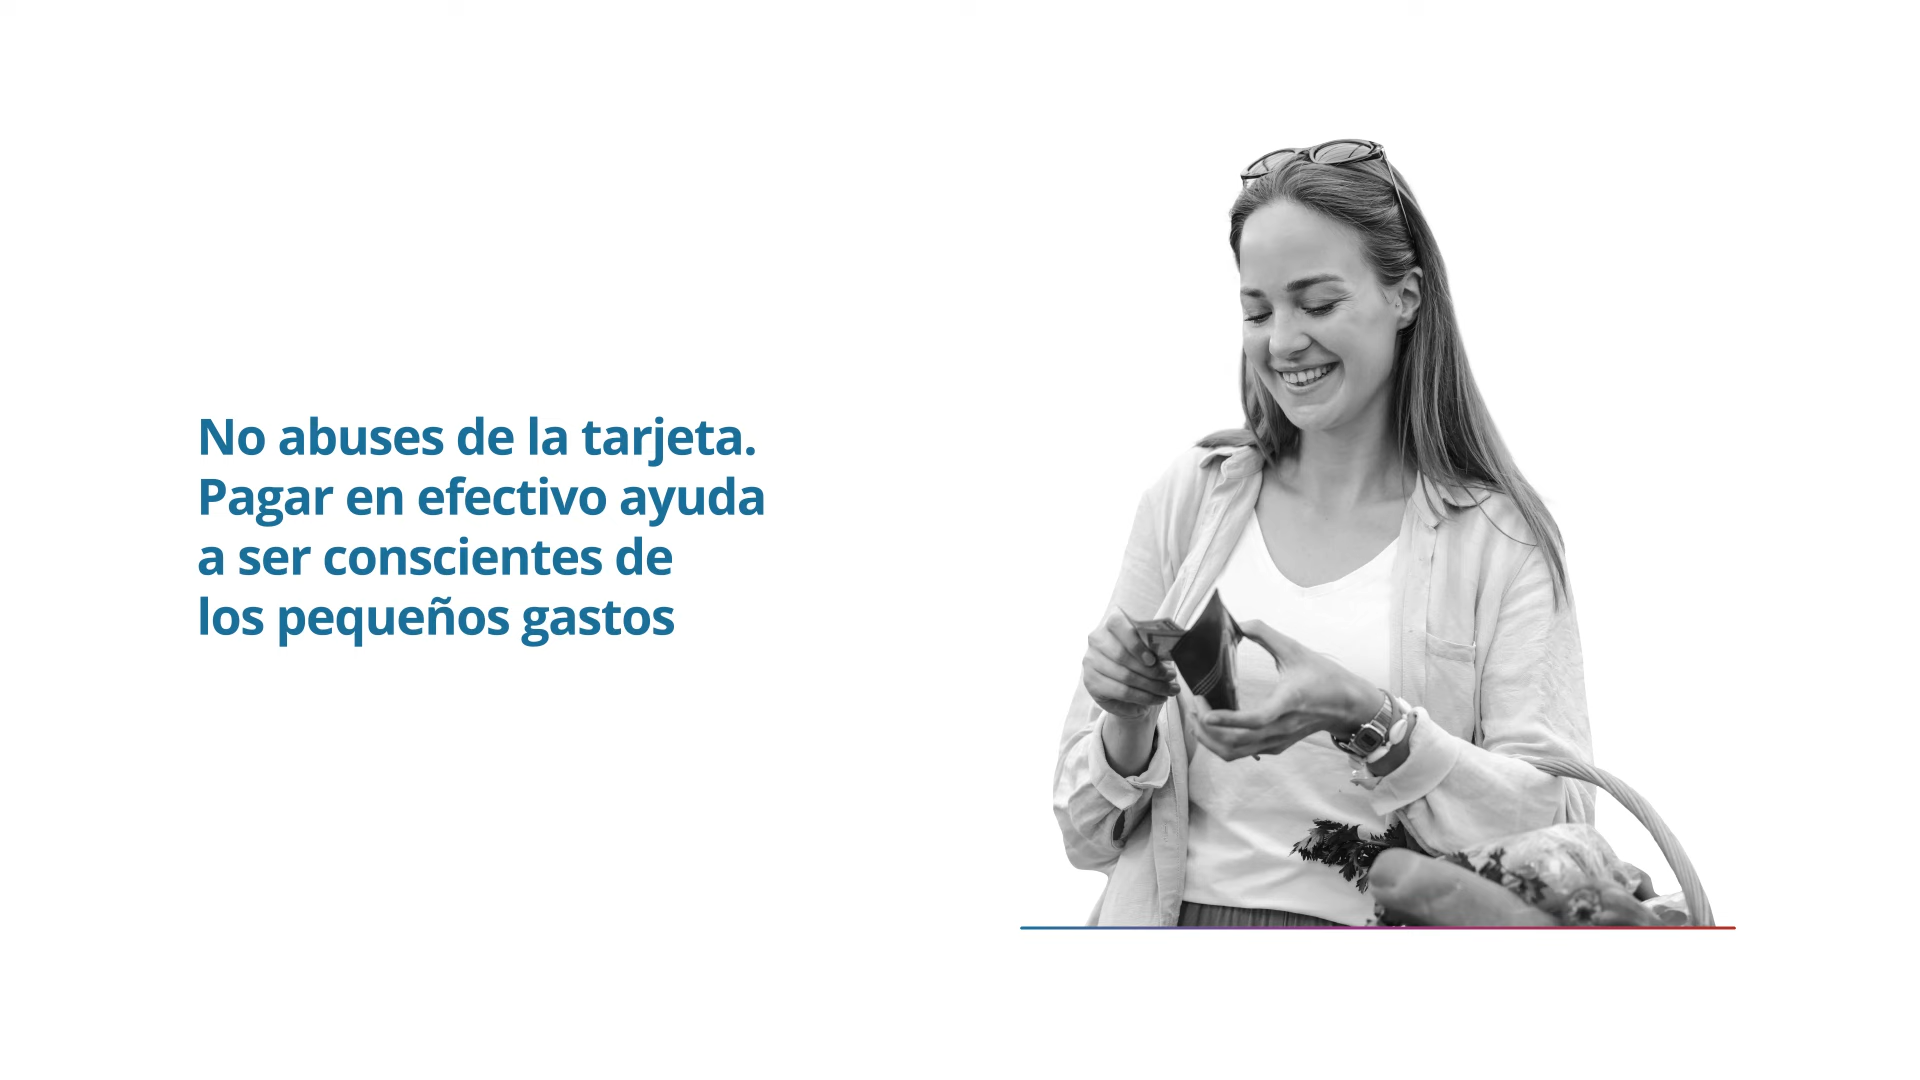 No abuses de la tarjeta.
Pagar en efectivo ayuda
a ser conscientes de
los pequeños gastos